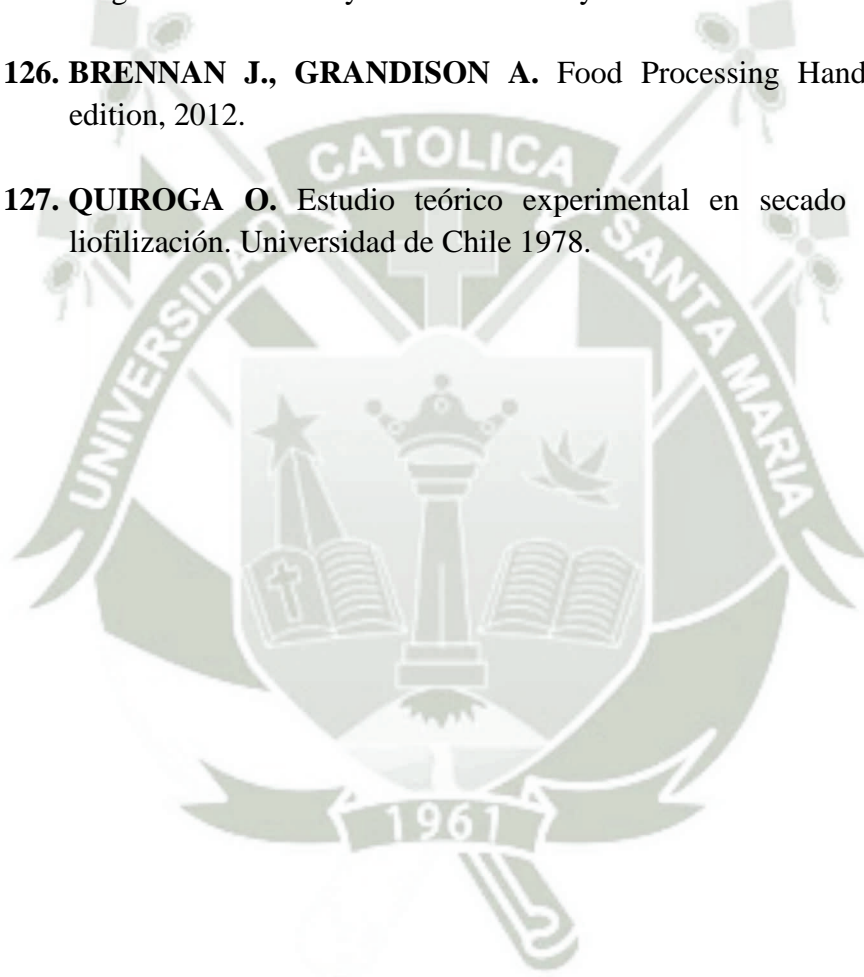 126. BRENNAN J., GRANDISON A. Food Processing Hand
edition, 2012.
127. QUIROGA O. Estudio teórico experimental en secado
liofilización. Universidad de Chile 1978.
UNIVERSIDAD CATOLICA SANTA MARIA
1961